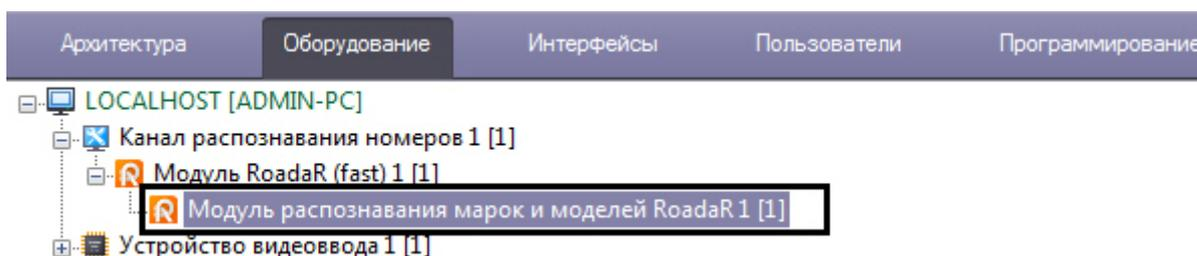 Архитектура Оборудование Интерфейсы Пользователи Программирование
LOCALHOST [ADMIN-PC]
Канал распознавания номеров 1 [1]
Модуль RoadaR (fast) 1 [1]
Модуль распознавания марок и моделей RoadaR 1 [1]
Устройство видеоввода 1 [1]